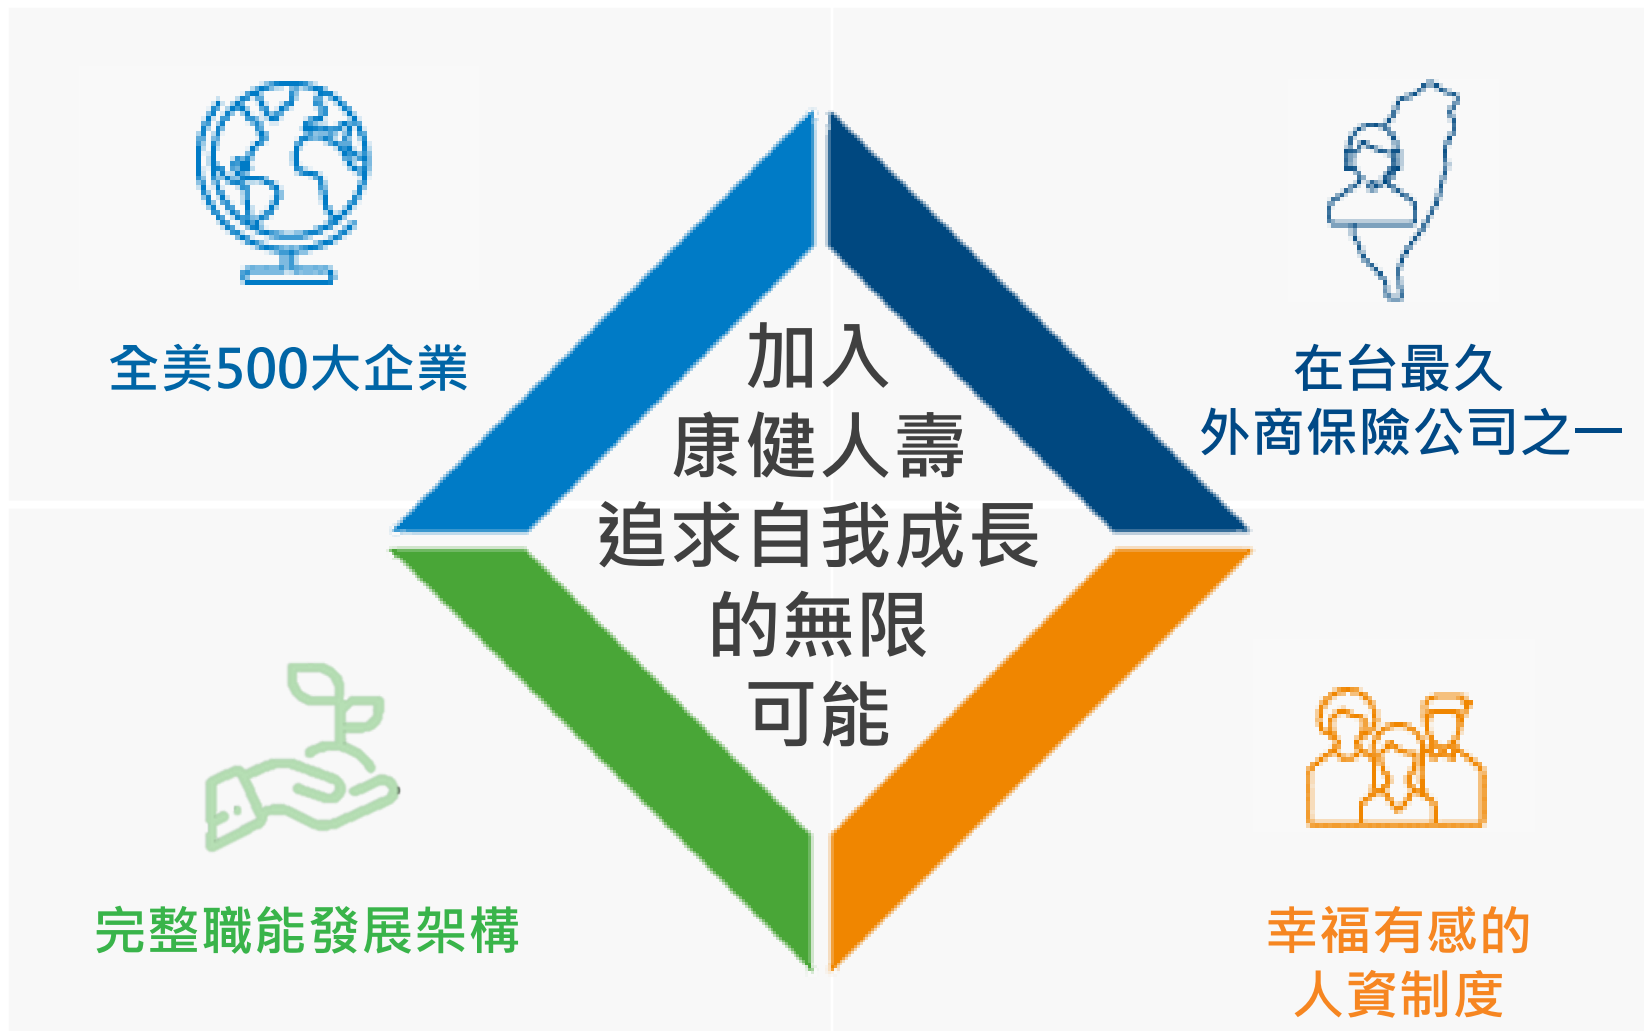 全美500大企業
在台最久
外商保險公司之一
加入
康健人壽
追求自我成長
的無限
可能
完整職能發展架構
幸福有感的
人資制度